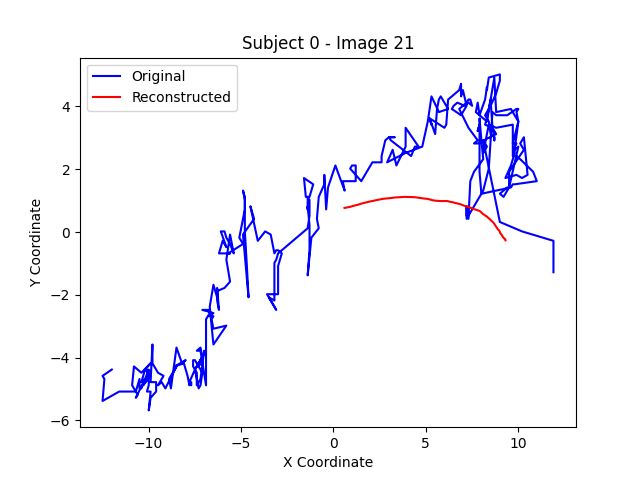 Subject 0 - Image 21
Original
Reconstructed
Y Coordinate
4
2
0
−2
−4
−6
−10
−5
0
5
10
X Coordinate